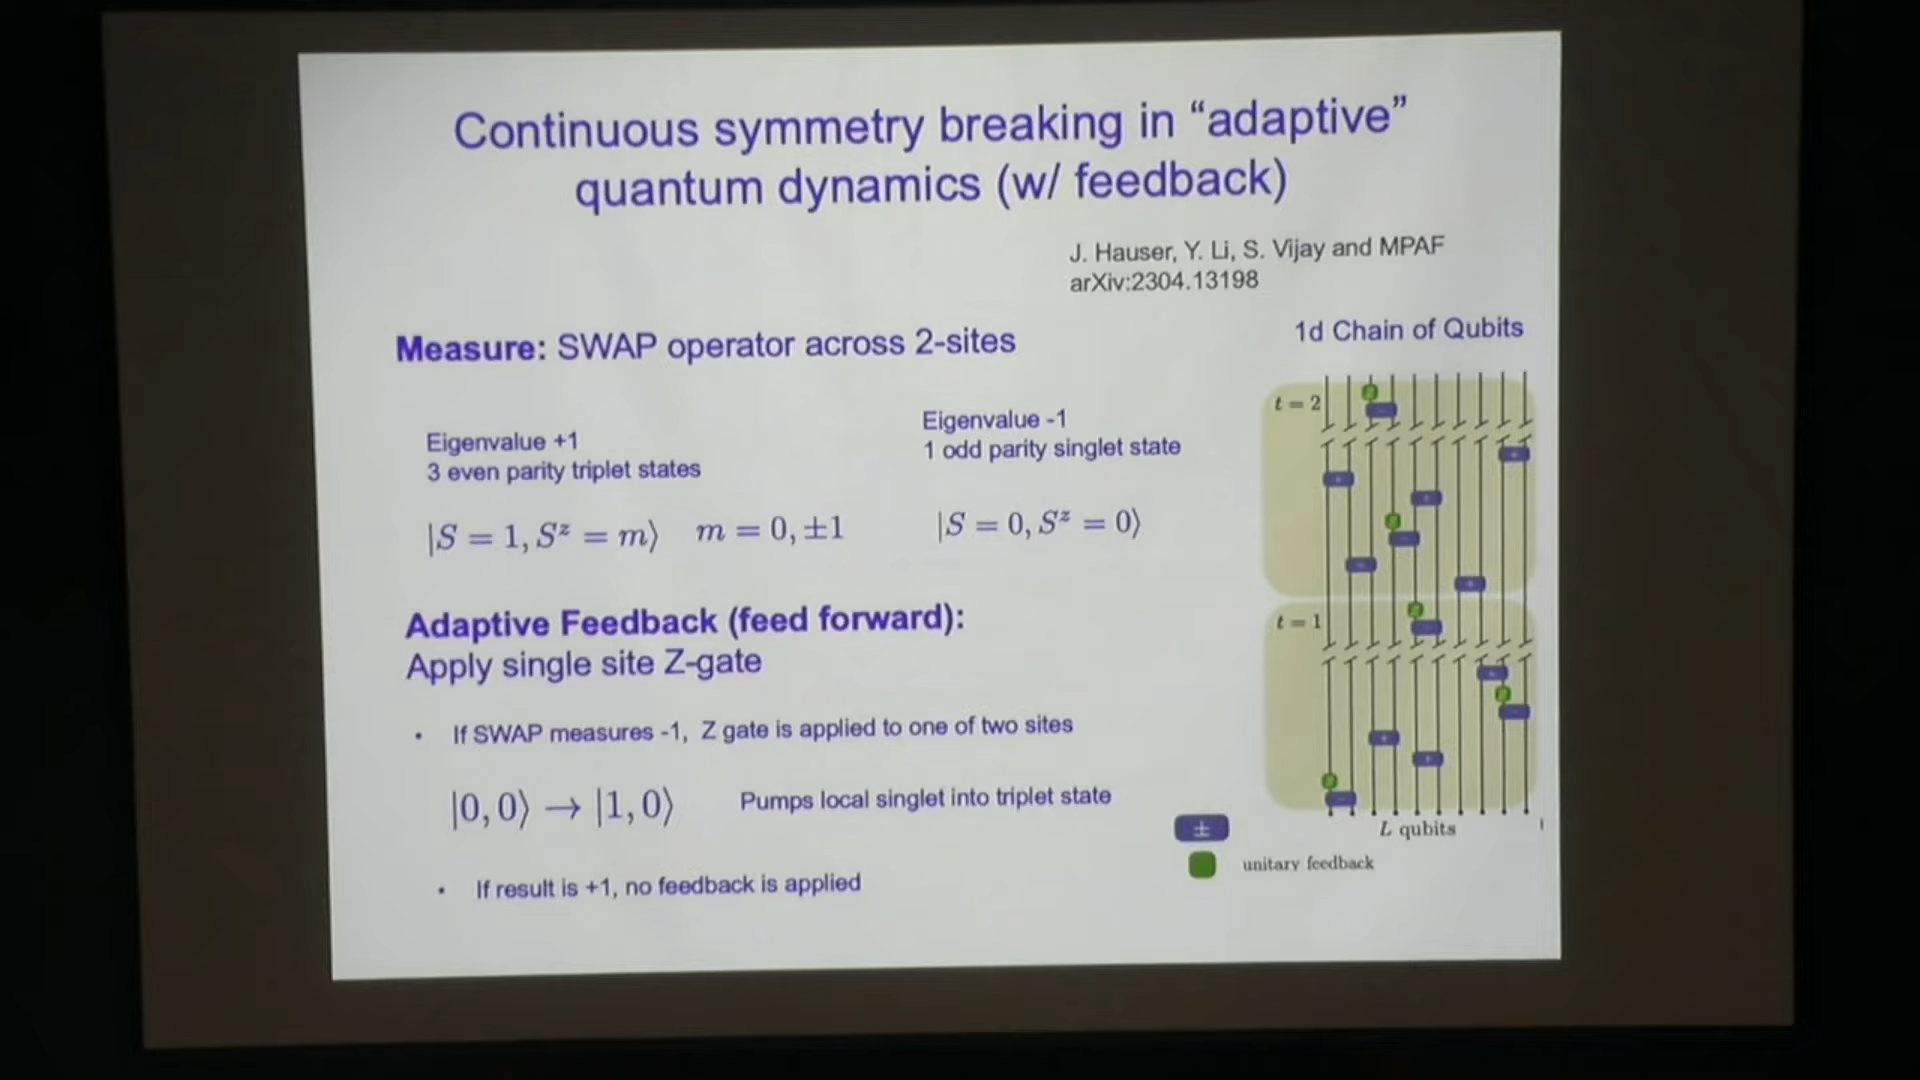 Continuous symmetry breaking in “adaptive”
quantum dynamics (w/ feedback)
J. Hauser, Y. Li, S. Vijay and MPAF
arXiv:2304.13198
Measure: SWAP operator across 2-sites
1d Chain of Qubits
Eigenvalue +1
3 even parity triplet states
Eigenvalue -1
1 odd parity singlet state
|S = 1, Sᶻ = m⟩ m = 0, ±1
|S = 0, Sᶻ = 0⟩
t = 2
Adaptive Feedback (feed forward):
Apply single site Z-gate
t = 1
• If SWAP measures -1, Z gate is applied to one of two sites
|0, 0⟩ → |1, 0⟩ Pumps local singlet into triplet state
L qubits
±
unitary feedback
• If result is +1, no feedback is applied